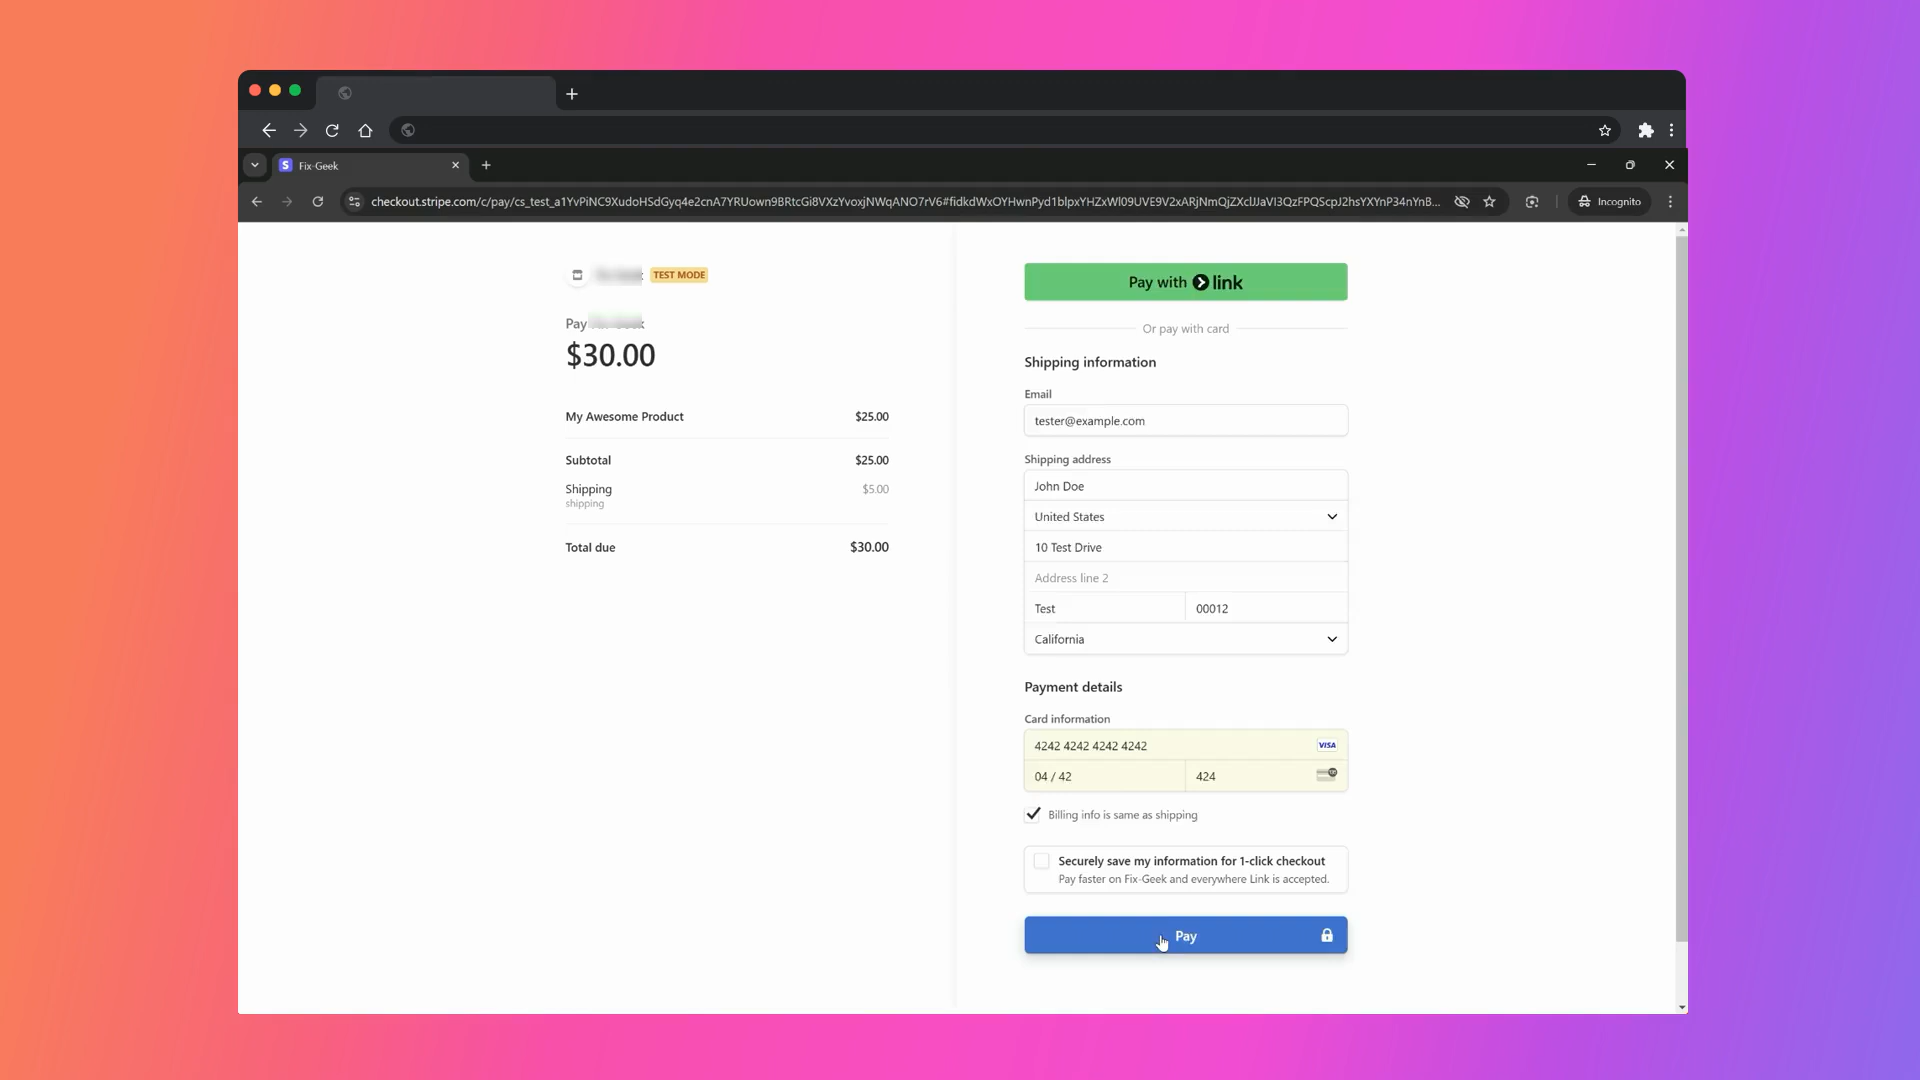 Fix-Geek
checkout.stripe.com/c/pay/cs_test_a1YvPiNC9XudoHSdGyq4e2cnA7YRUown9BRtcGi8VXzYvoxjNWqANO7rV6#fidkdWxOYHwnPyd1blpxYHZxWl09UVE9V2xARjNmQjZXclJJaVI3QzFPQScpJ2hsYXYnP34nYnB...
Incognito
TEST MODE
Pay
$30.00
My Awesome Product $25.00
Subtotal $25.00
Shipping $5.00
shipping
Total due $30.00
Pay with link
Or pay with card
Shipping information
Email
tester@example.com
Shipping address
John Doe
United States
10 Test Drive
Address line 2
Test 00012
California
Payment details
Card information
4242 4242 4242 4242 VISA
04 / 42 424
Billing info is same as shipping
Securely save my information for 1-click checkout
Pay faster on Fix-Geek and everywhere Link is accepted.
Pay